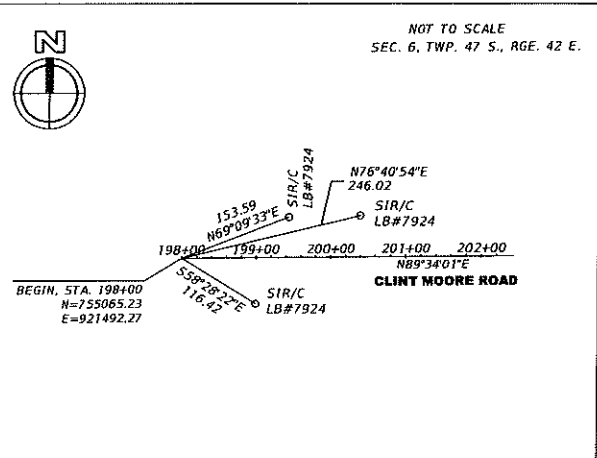 N
NOT TO SCALE
SEC. 6, TWP. 47 S., RGE. 42 E.
N76°40'54"E
246.02
SIR/C
LB#7924
153.59
N69°09'33"E
SIR/C
LB#7924
198+00 199+00 200+00 201+00 202+00
N89°34'01"E
CLINT MOORE ROAD
BEGIN, STA. 198+00
N=755065.23
E=921492.27
S58°28'22"E
116.42
SIR/C
LB#7924